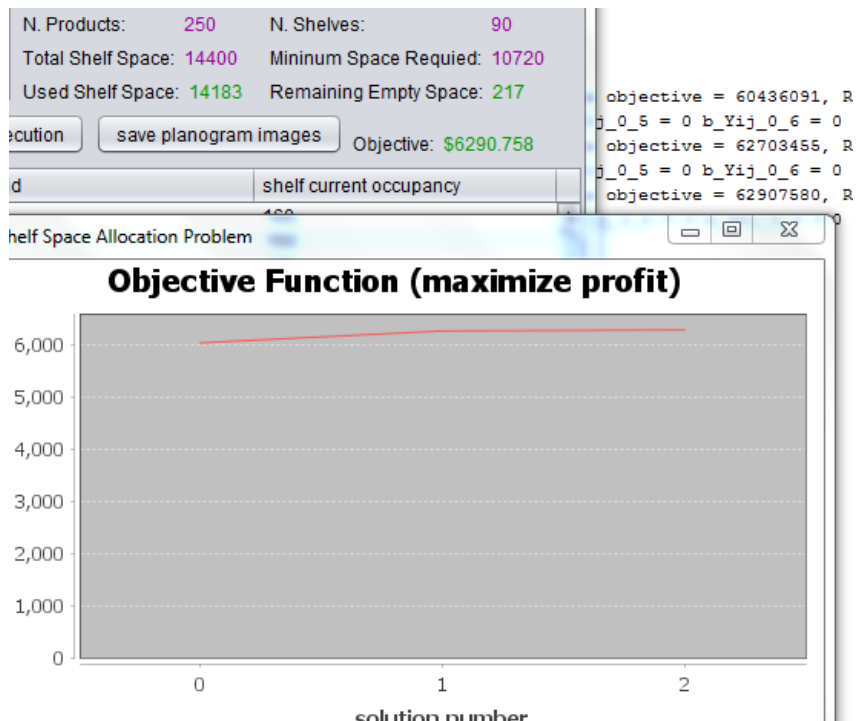 N. Products: 250 N. Shelves: 90
Total Shelf Space: 14400 Mininum Space Requied: 10720
Used Shelf Space: 14183 Remaining Empty Space: 217
ecution save planogram images Objective: $6290.758
d shelf current occupancy
160
objective = 60436091, R
j_0_5 = 0 b_Yij_0_6 = 0
objective = 62703455, R
j_0_5 = 0 b_Yij_0_6 = 0
objective = 62907580, R
0
helf Space Allocation Problem
Objective Function (maximize profit)
6,000
5,000
4,000
3,000
2,000
1,000
0
0 1 2
solution number